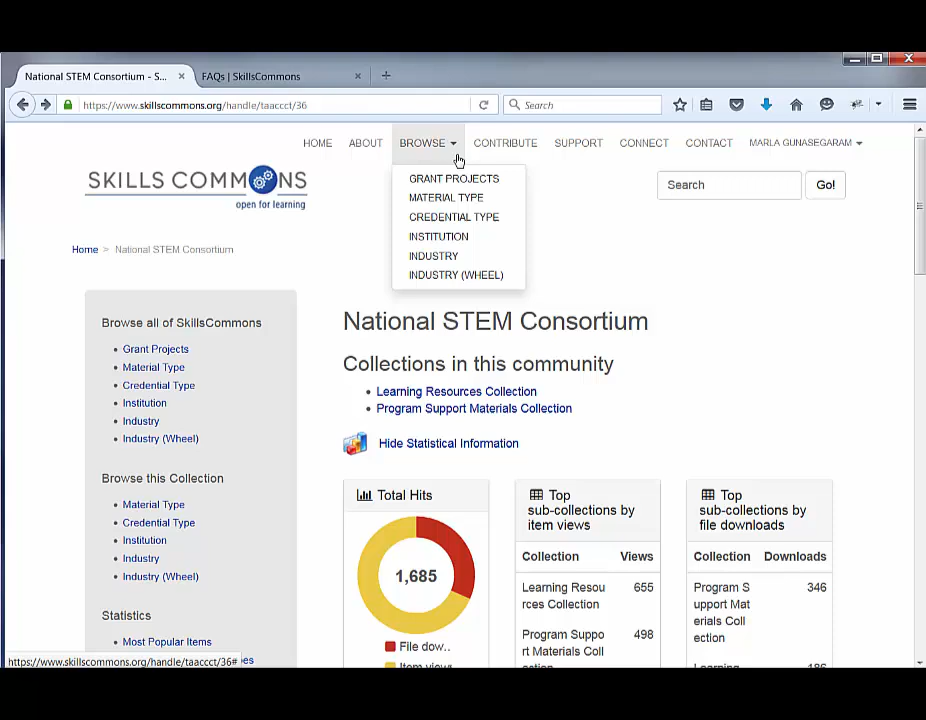 National STEM Consortium - S...
FAQs | SkillsCommons
https://www.skillscommons.org/handle/taaccct/36
Search
HOME
ABOUT
BROWSE
CONTRIBUTE
SUPPORT
CONNECT
CONTACT
MARLA GUNASEGARAM
GRANT PROJECTS
MATERIAL TYPE
CREDENTIAL TYPE
INSTITUTION
INDUSTRY
INDUSTRY (WHEEL)
SKILLS COMMONS
open for learning
Search
Go!
Home > National STEM Consortium
Browse all of SkillsCommons
Grant Projects
Material Type
Credential Type
Institution
Industry
Industry (Wheel)
Browse this Collection
Material Type
Credential Type
Institution
Industry
Industry (Wheel)
Statistics
Most Popular Items
https://www.skillscommons.org/handle/taaccct/36#
es
National STEM Consortium
Collections in this community
Learning Resources Collection
Program Support Materials Collection
Hide Statistical Information
Total Hits
1,685
File dow..
Item views
Top
sub-collections by
item views
Collection Views
Learning Resou 655
rces Collection
Program Suppo 498
rt Materials Coll
ection
Top
sub-collections by
file downloads
Collection Downloads
Program S 346
upport Mat
erials Coll
ection
Learning 186